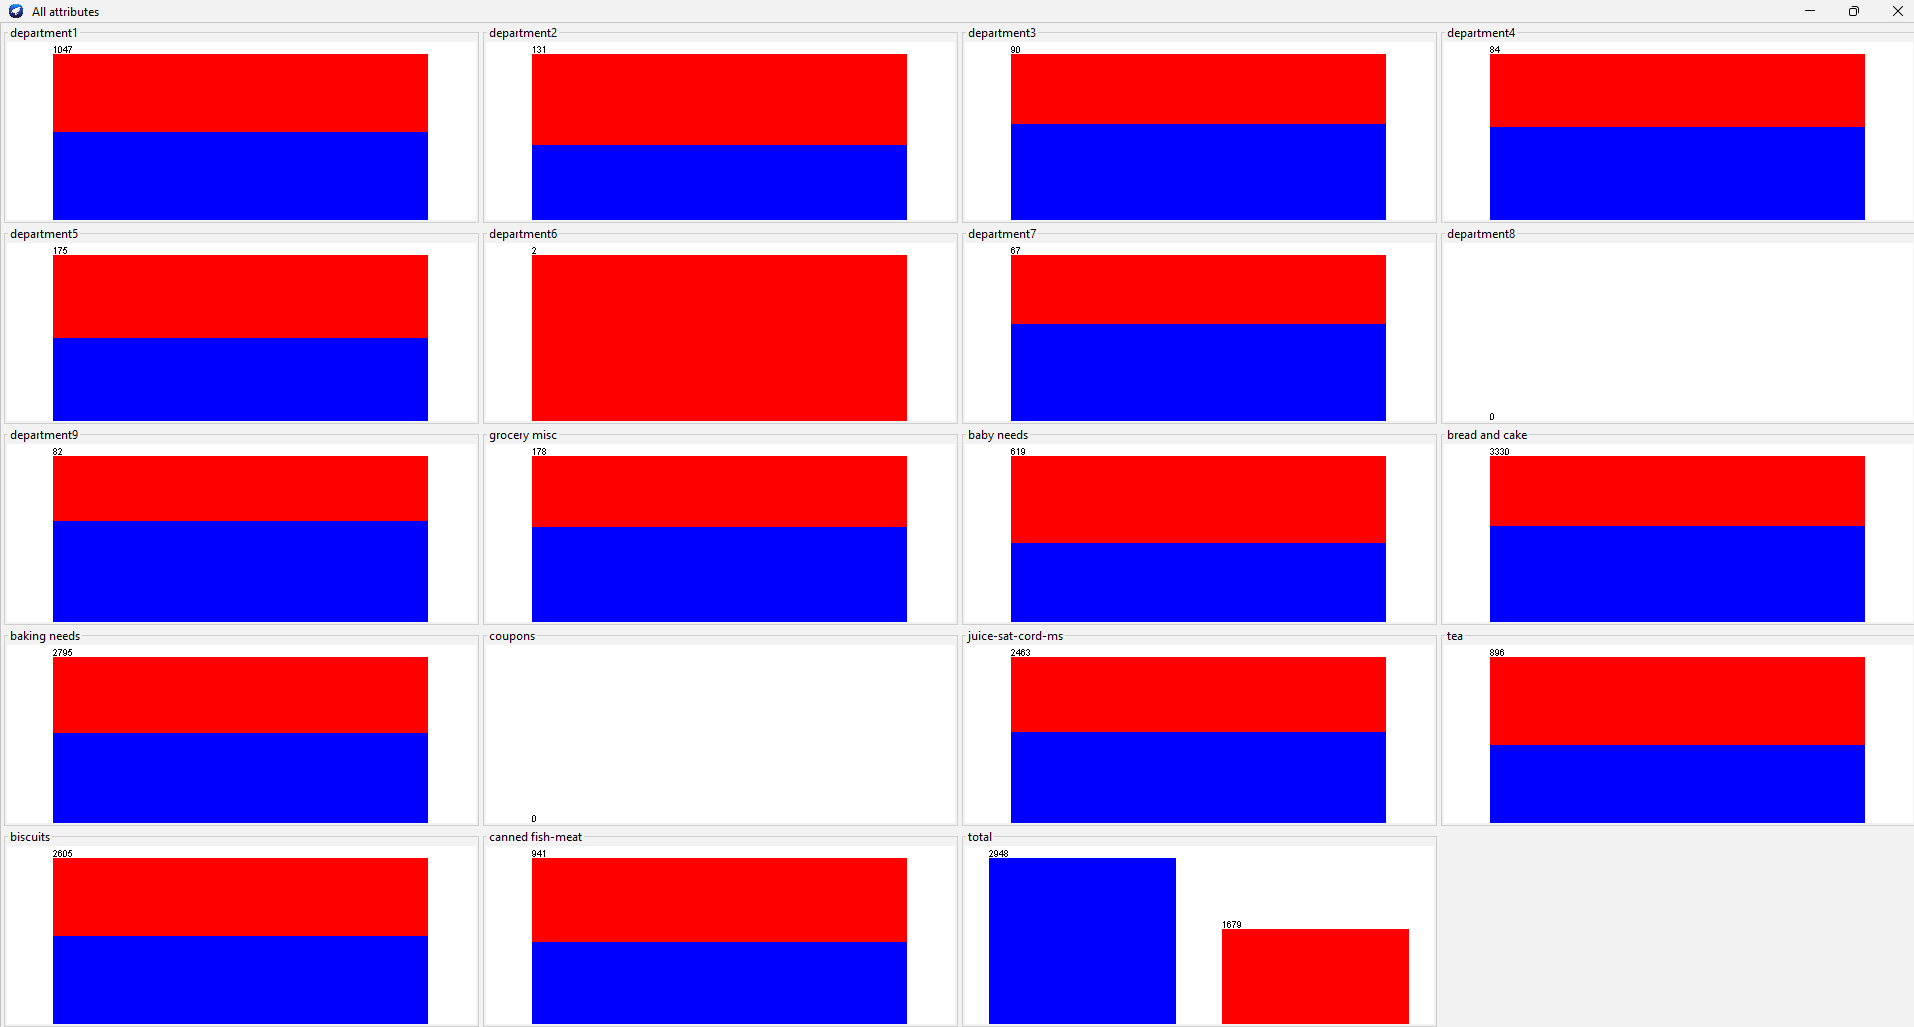 All attributes
department1
1047
department2
131
department3
90
department4
84
department5
175
department6
2
department7
67
department8
0
department9
82
grocery misc
178
baby needs
619
bread and cake
3330
baking needs
2795
coupons
0
juice-sat-cord-ms
2463
tea
896
biscuits
2605
canned fish-meat
941
total
2948
1679